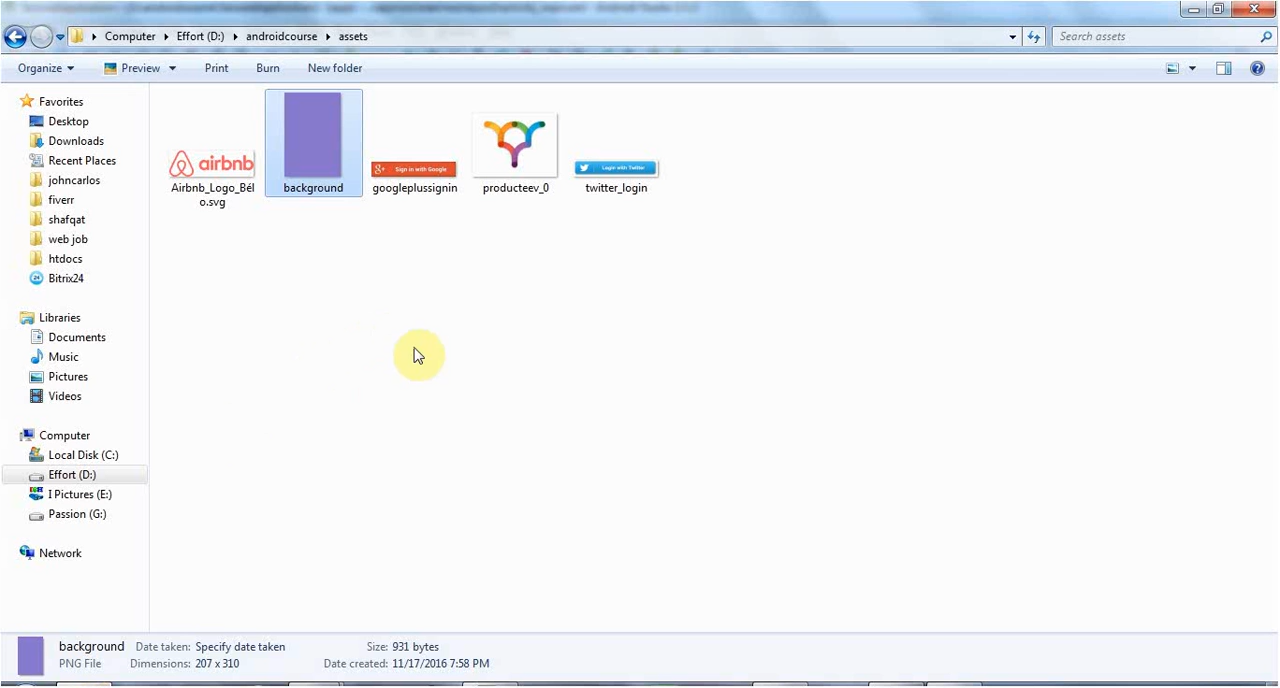 Computer Effort (D:) androidcourse assets Search assets
Organize Preview Print Burn New folder
Favorites
Desktop
Downloads
Recent Places
johncarlos
fiverr
shafqat
web job
htdocs
Bitrix24
Libraries
Documents
Music
Pictures
Videos
Computer
Local Disk (C:)
Effort (D:)
I Pictures (E:)
Passion (G:)
Network
airbnb
Airbnb_Logo_Bél
o.svg
background
Sign in with Google
googleplussignin
producteev_0
Login with Twitter
twitter_login
background Date taken: Specify date taken Size: 931 bytes
PNG File Dimensions: 207 x 310 Date created: 11/17/2016 7:58 PM